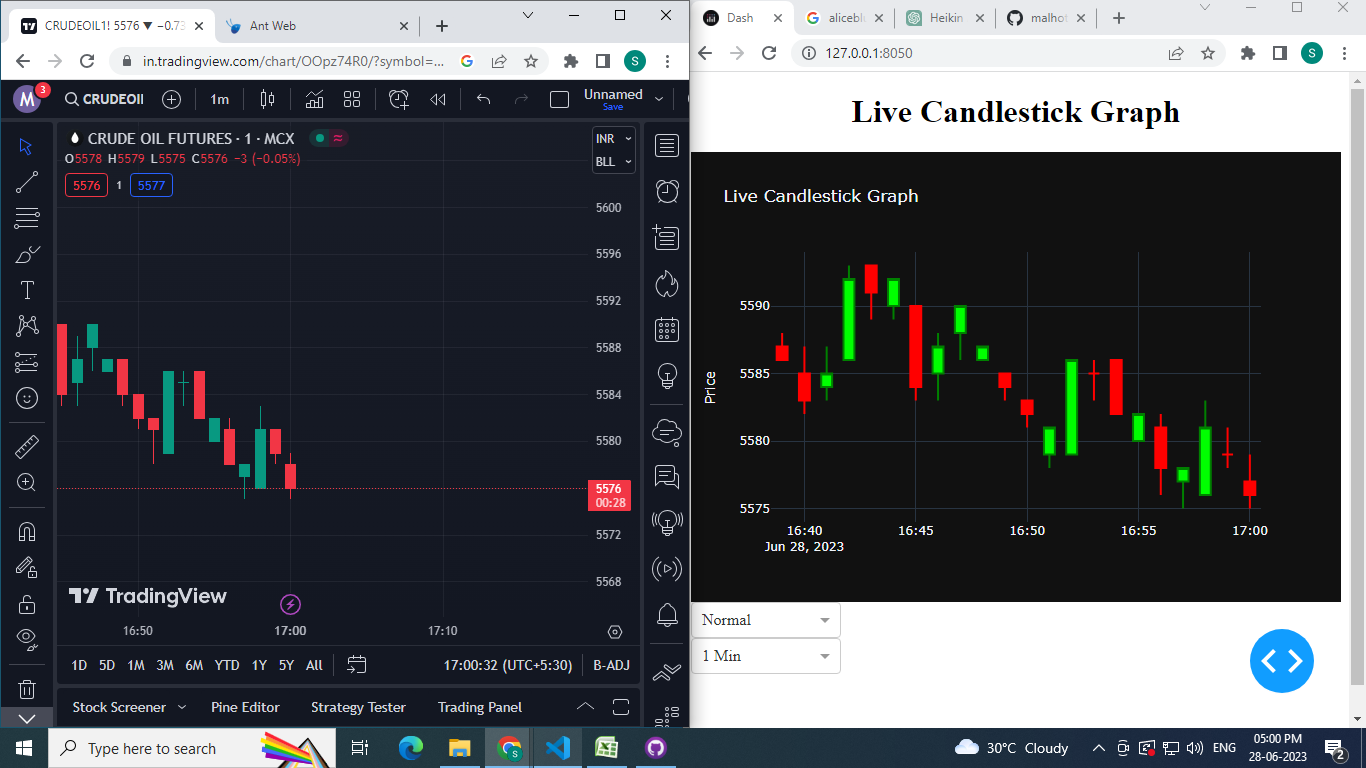 CRUDEOIL1! 5576 ▼ −0.73
Ant Web
in.tradingview.com/chart/OOpz74R0/?symbol=...
S
M
3
CRUDEOI
1m
Unnamed
Save
CRUDE OIL FUTURES · 1 · MCX
O5578 H5579 L5575 C5576 −3 (−0.05%)
5576
1
5577
INR
BLL
5600
5596
5592
5588
5584
5580
5576
00:28
5572
5568
TradingView
16:50
17:00
17:10
1D 5D 1M 3M 6M YTD 1Y 5Y All
17:00:32 (UTC+5:30)
B-ADJ
Stock Screener
Pine Editor
Strategy Tester
Trading Panel
Dash
aliceblu
Heikin
malhot
127.0.0.1:8050
S
Live Candlestick Graph
Live Candlestick Graph
5590
5585
5580
5575
Price
16:40
16:45
16:50
16:55
17:00
Jun 28, 2023
Normal
1 Min
Type here to search
30°C Cloudy
ENG
05:00 PM
28-06-2023
2